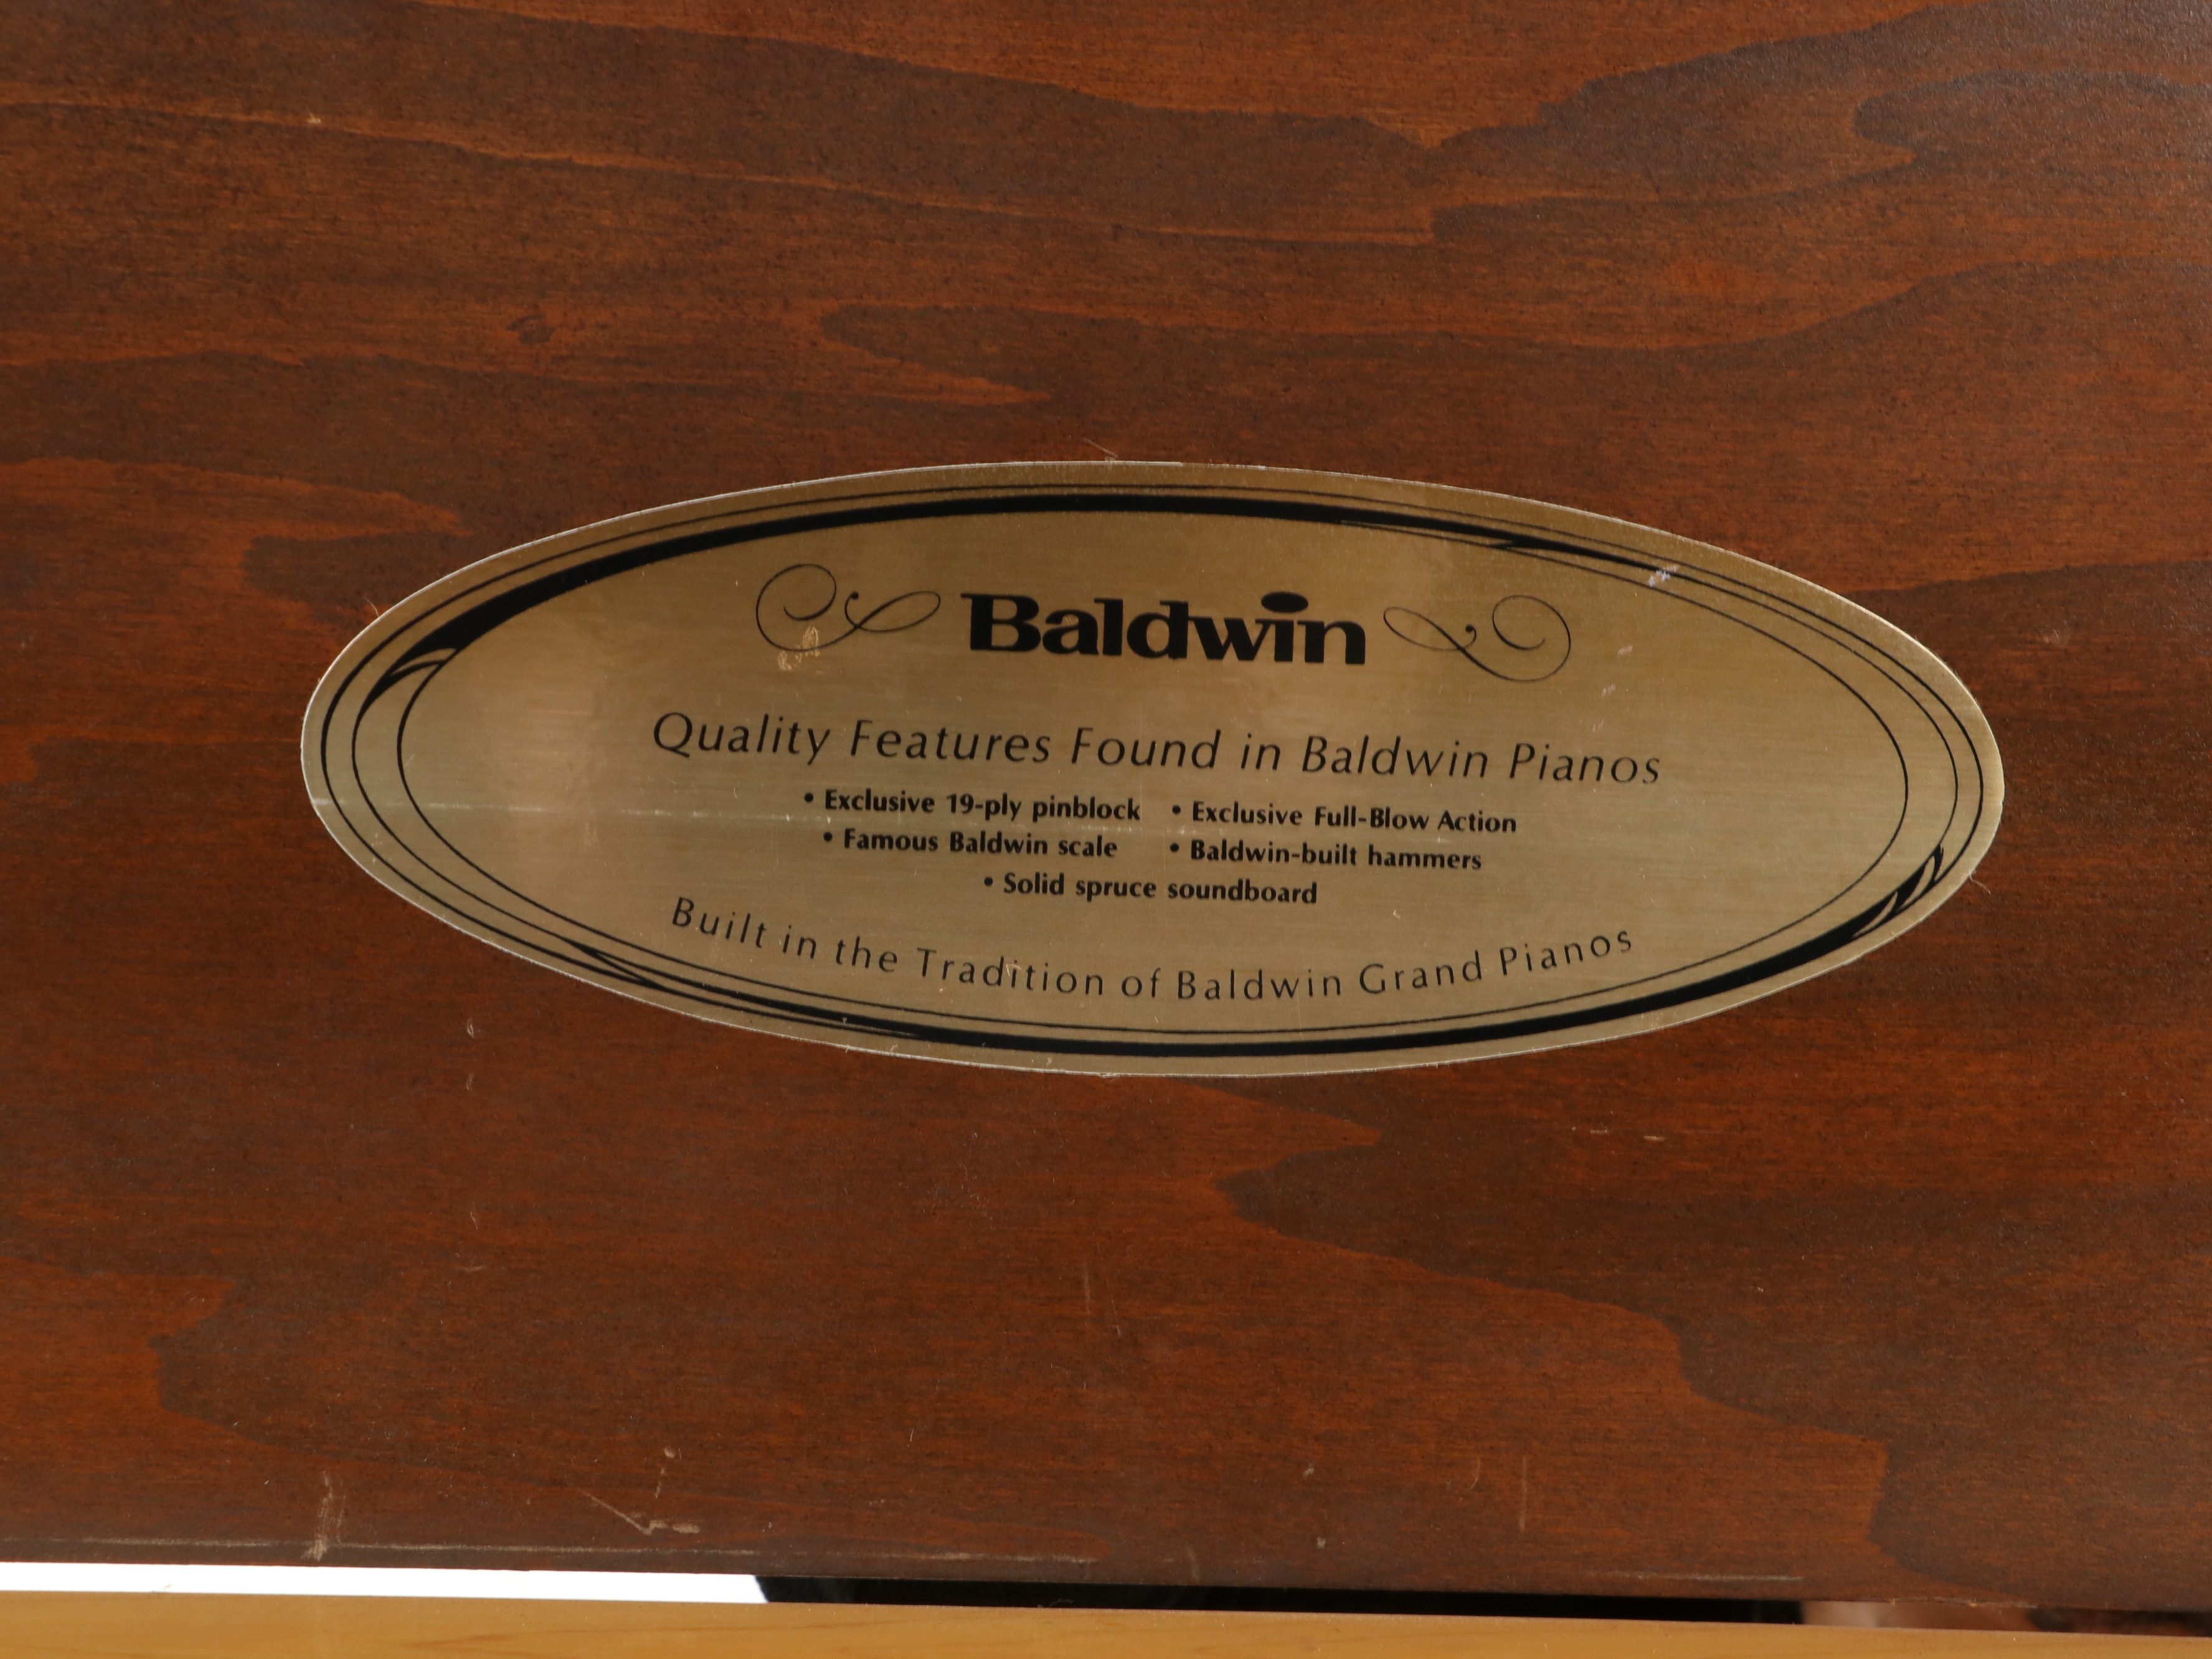 Baldwin
Quality Features Found in Baldwin Pianos
• Exclusive 19-ply pinblock • Exclusive Full-Blow Action
• Famous Baldwin scale • Baldwin-built hammers
• Solid spruce soundboard
Built in the Tradition of Baldwin Grand Pianos